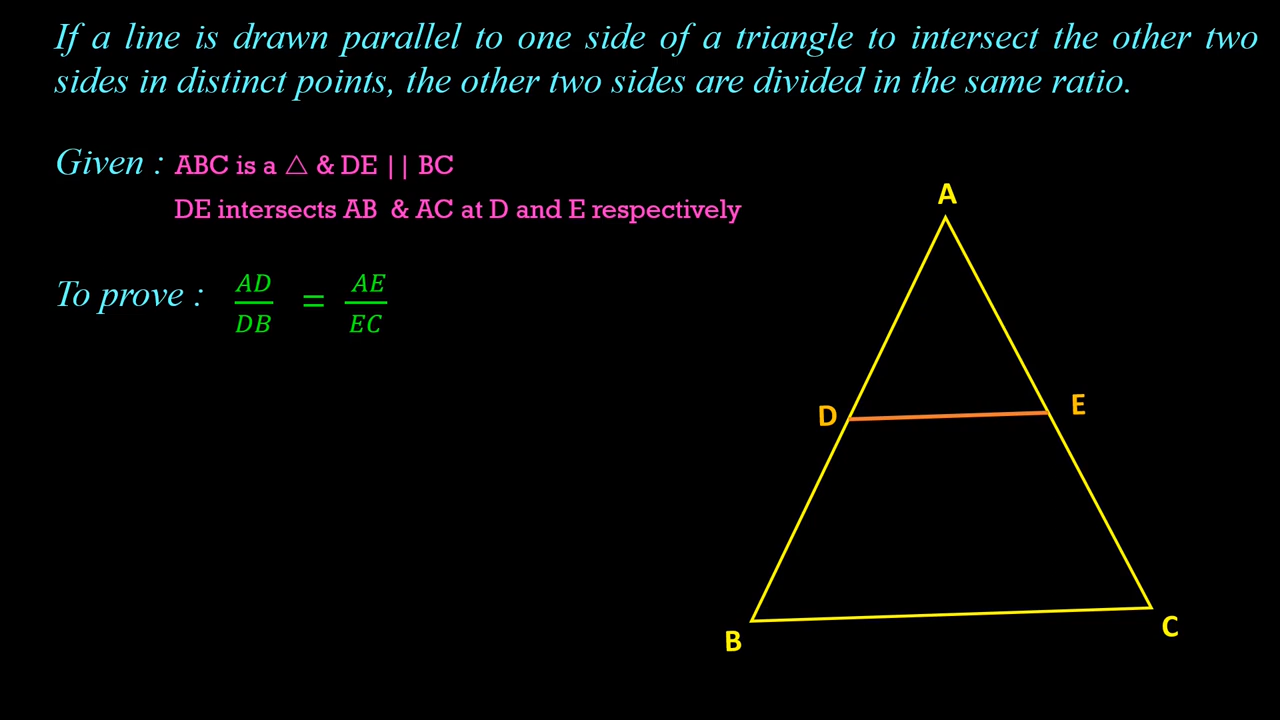 If a line is drawn parallel to one side of a triangle to intersect the other two
sides in distinct points, the other two sides are divided in the same ratio.
Given : ABC is a △ & DE || BC
DE intersects AB & AC at D and E respectively
To prove : AD/DB = AE/EC
A
D
E
B
C